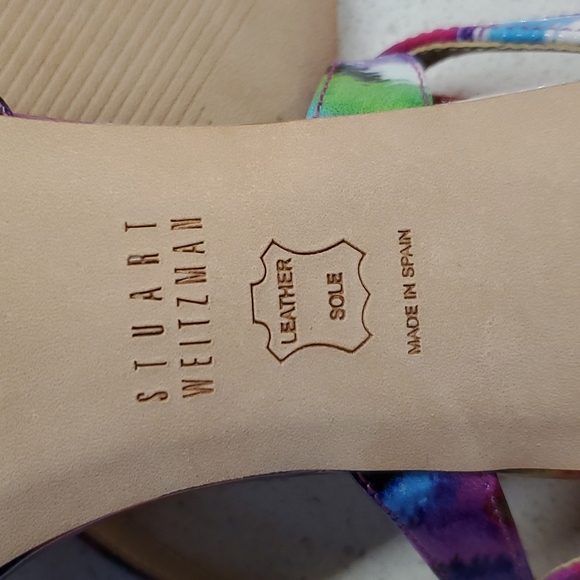 STUART
WEITZMAN
LEATHER
SOLE
MADE IN SPAIN